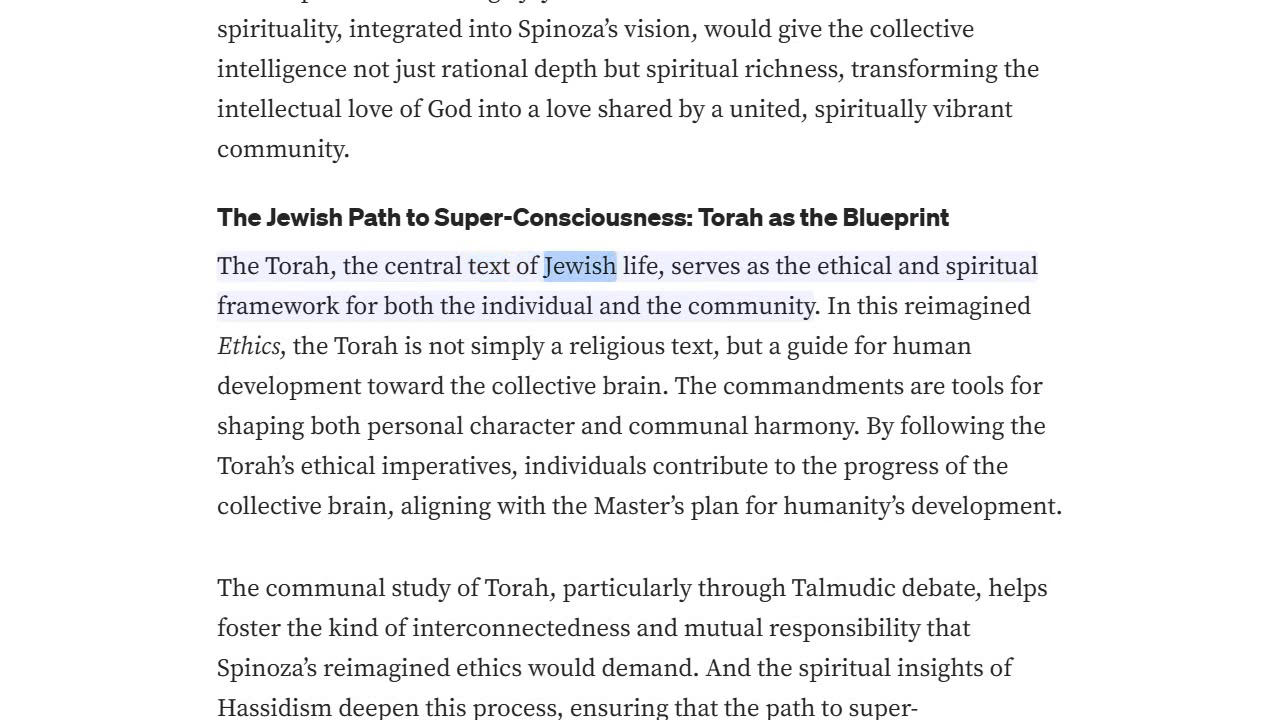 spirituality, integrated into Spinoza’s vision, would give the collective
intelligence not just rational depth but spiritual richness, transforming the
intellectual love of God into a love shared by a united, spiritually vibrant
community.
The Jewish Path to Super-Consciousness: Torah as the Blueprint
The Torah, the central text of Jewish life, serves as the ethical and spiritual
framework for both the individual and the community. In this reimagined
Ethics, the Torah is not simply a religious text, but a guide for human
development toward the collective brain. The commandments are tools for
shaping both personal character and communal harmony. By following the
Torah’s ethical imperatives, individuals contribute to the progress of the
collective brain, aligning with the Master’s plan for humanity’s development.
The communal study of Torah, particularly through Talmudic debate, helps
foster the kind of interconnectedness and mutual responsibility that
Spinoza’s reimagined ethics would demand. And the spiritual insights of
Hassidism deepen this process, ensuring that the path to super-